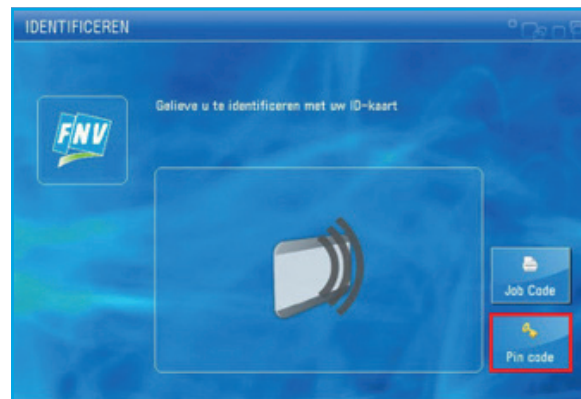 IDENTIFICEREN
FNV
Gelieve u te identificeren met uw ID-kaart
Job Code
Pin code